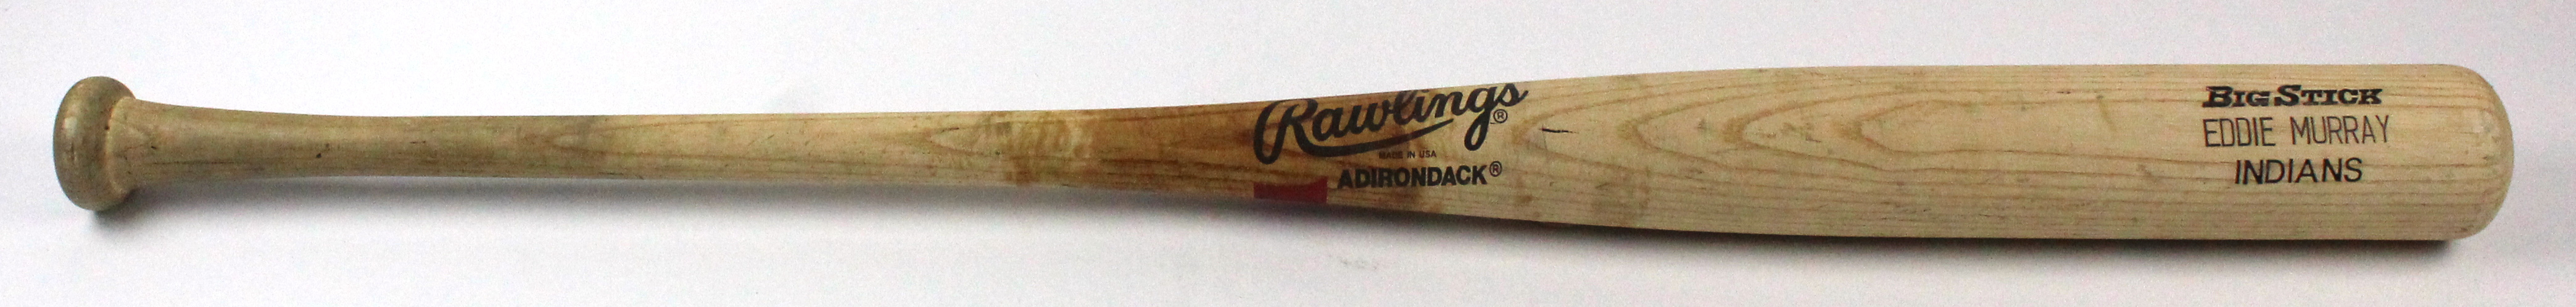 Rawlings®
MADE IN USA
ADIRONDACK®
BIG STICK
EDDIE MURRAY
INDIANS